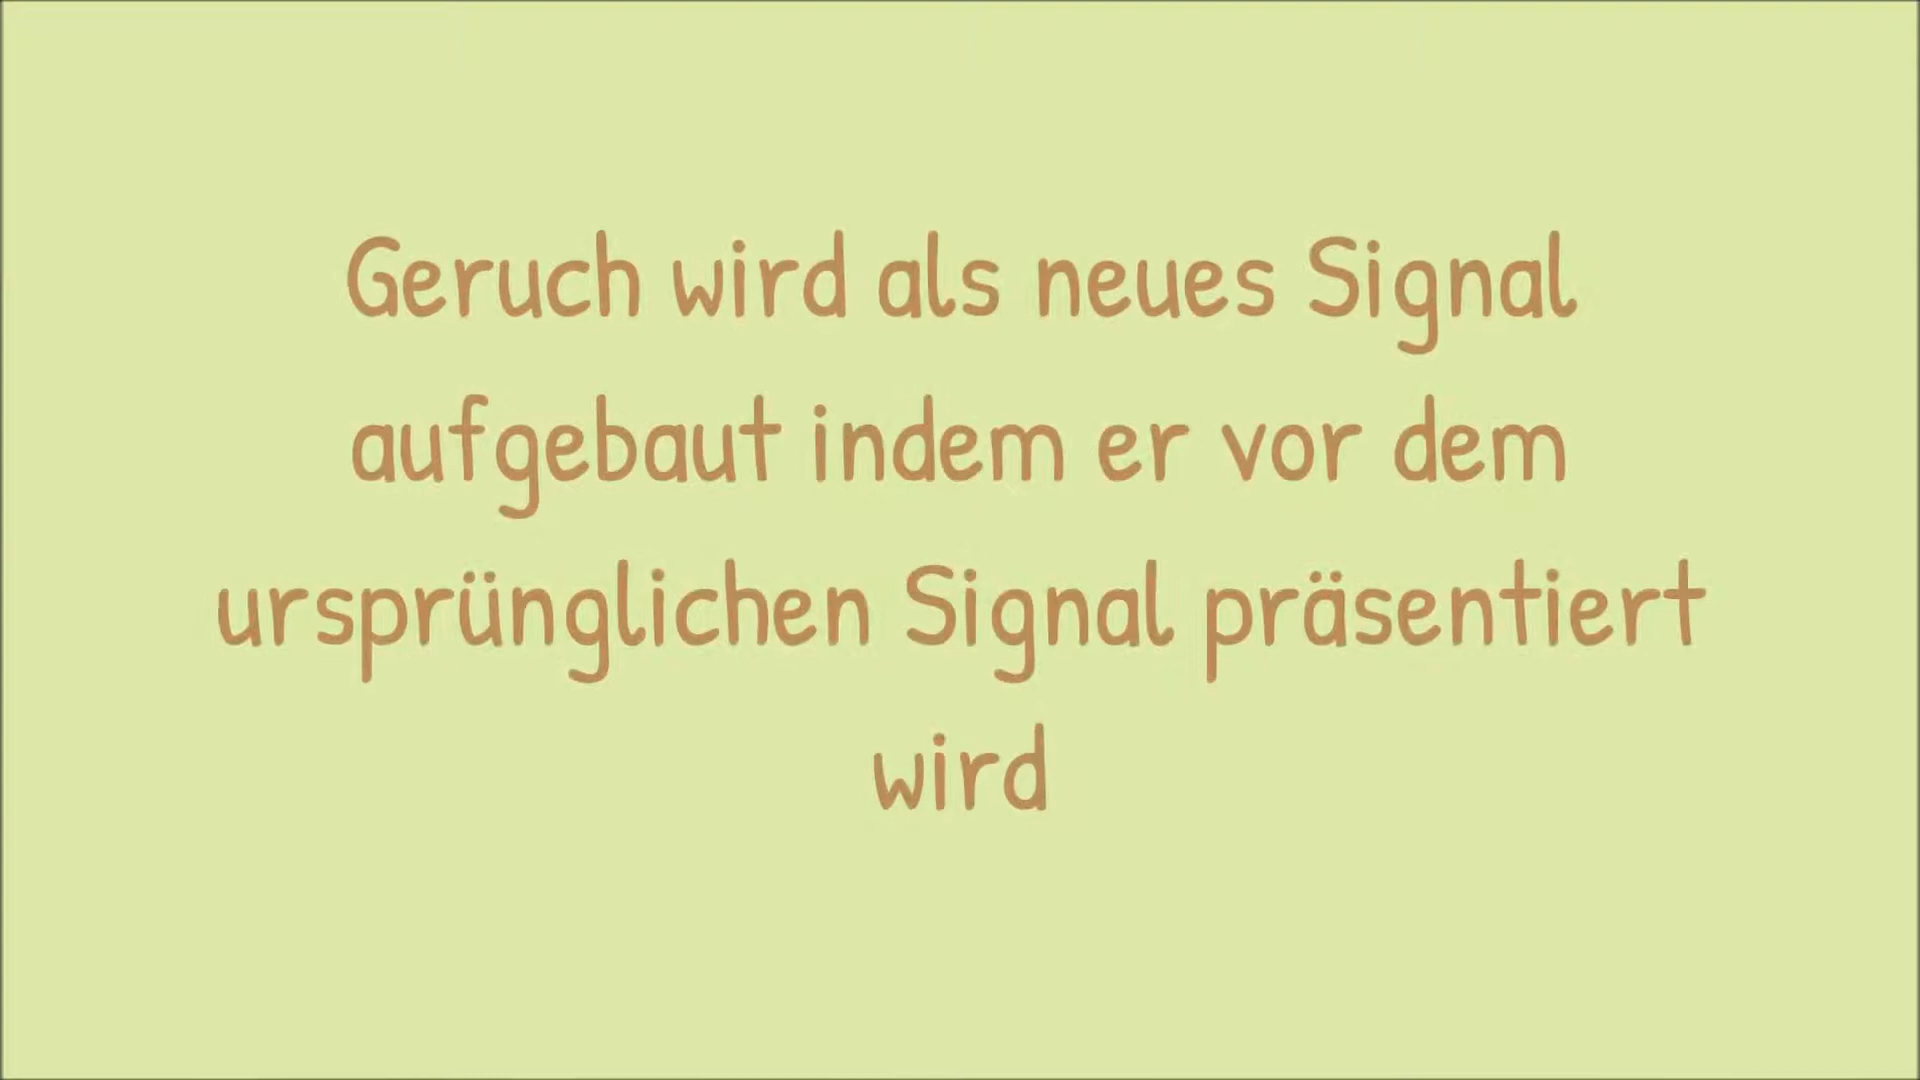 Geruch wird als neues Signal
aufgebaut indem er vor dem
ursprünglichen Signal präsentiert
wird